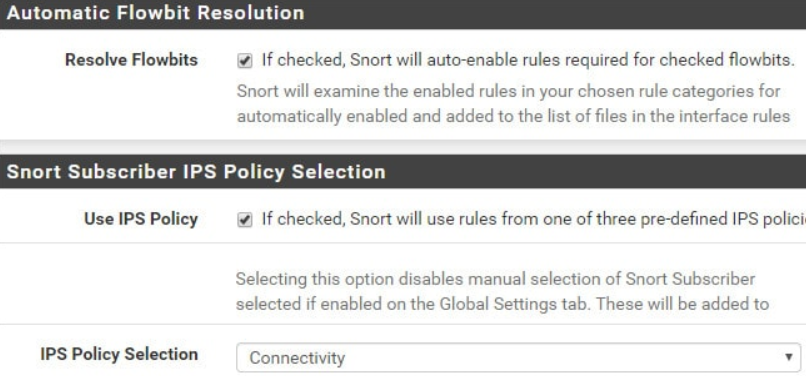 Automatic Flowbit Resolution
Resolve Flowbits If checked, Snort will auto-enable rules required for checked flowbits.
Snort will examine the enabled rules in your chosen rule categories for
automatically enabled and added to the list of files in the interface rules
Snort Subscriber IPS Policy Selection
Use IPS Policy If checked, Snort will use rules from one of three pre-defined IPS
Selecting this option disables manual selection of Snort Subscriber
selected if enabled on the Global Settings tab. These will be added to
IPS Policy Selection Connectivity